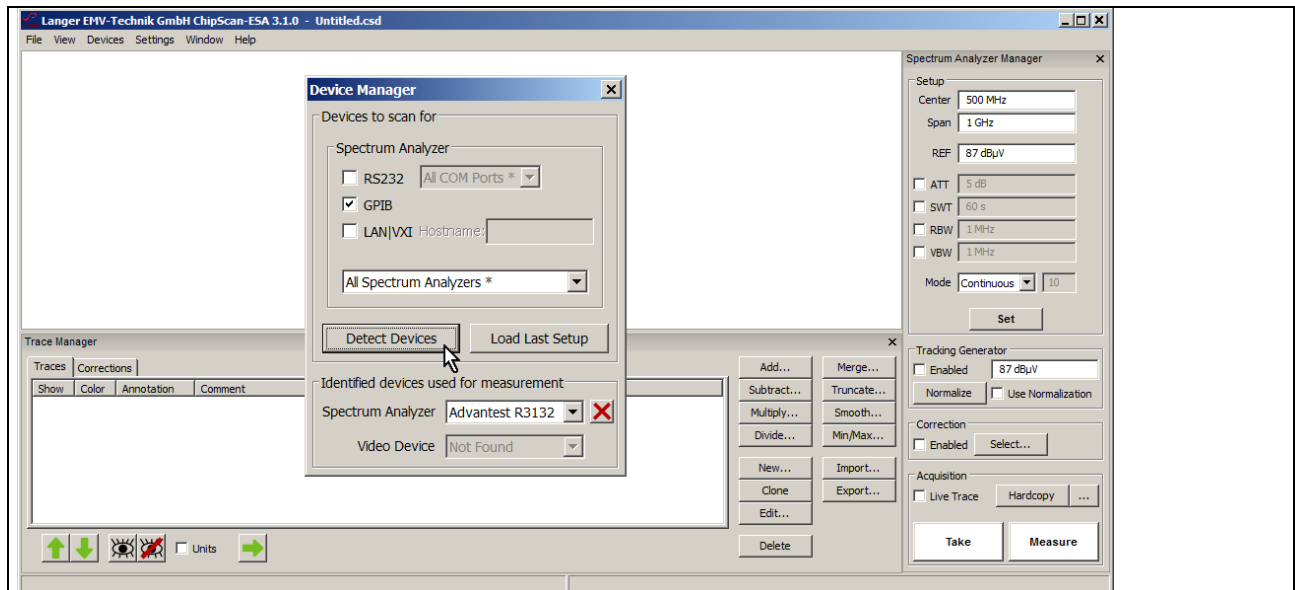 Langer EMV-Technik GmbH ChipScan-ESA 3.1.0 - Untitled.csd
File View Devices Settings Window Help
Device Manager
Devices to scan for
Spectrum Analyzer
RS232 All COM Ports *
GPIB
LAN|VXI Hostname:
All Spectrum Analyzers *
Detect Devices Load Last Setup
Identified devices used for measurement
Spectrum Analyzer Advantest R3132
Video Device Not Found
Trace Manager
Traces Corrections
Show Color Annotation Comment
Units
Add... Merge...
Subtract... Truncate...
Multiply... Smooth...
Divide... Min/Max...
New... Import...
Clone Export...
Edit...
Delete
Spectrum Analyzer Manager
Setup
Center 500 MHz
Span 1 GHz
REF 87 dBµV
ATT 5 dB
SWT 60 s
RBW 1 MHz
VBW 1 MHz
Mode Continuous 10
Set
Tracking Generator
Enabled 87 dBµV
Normalize Use Normalization
Correction
Enabled Select...
Acquisition
Live Trace Hardcopy ...
Take Measure